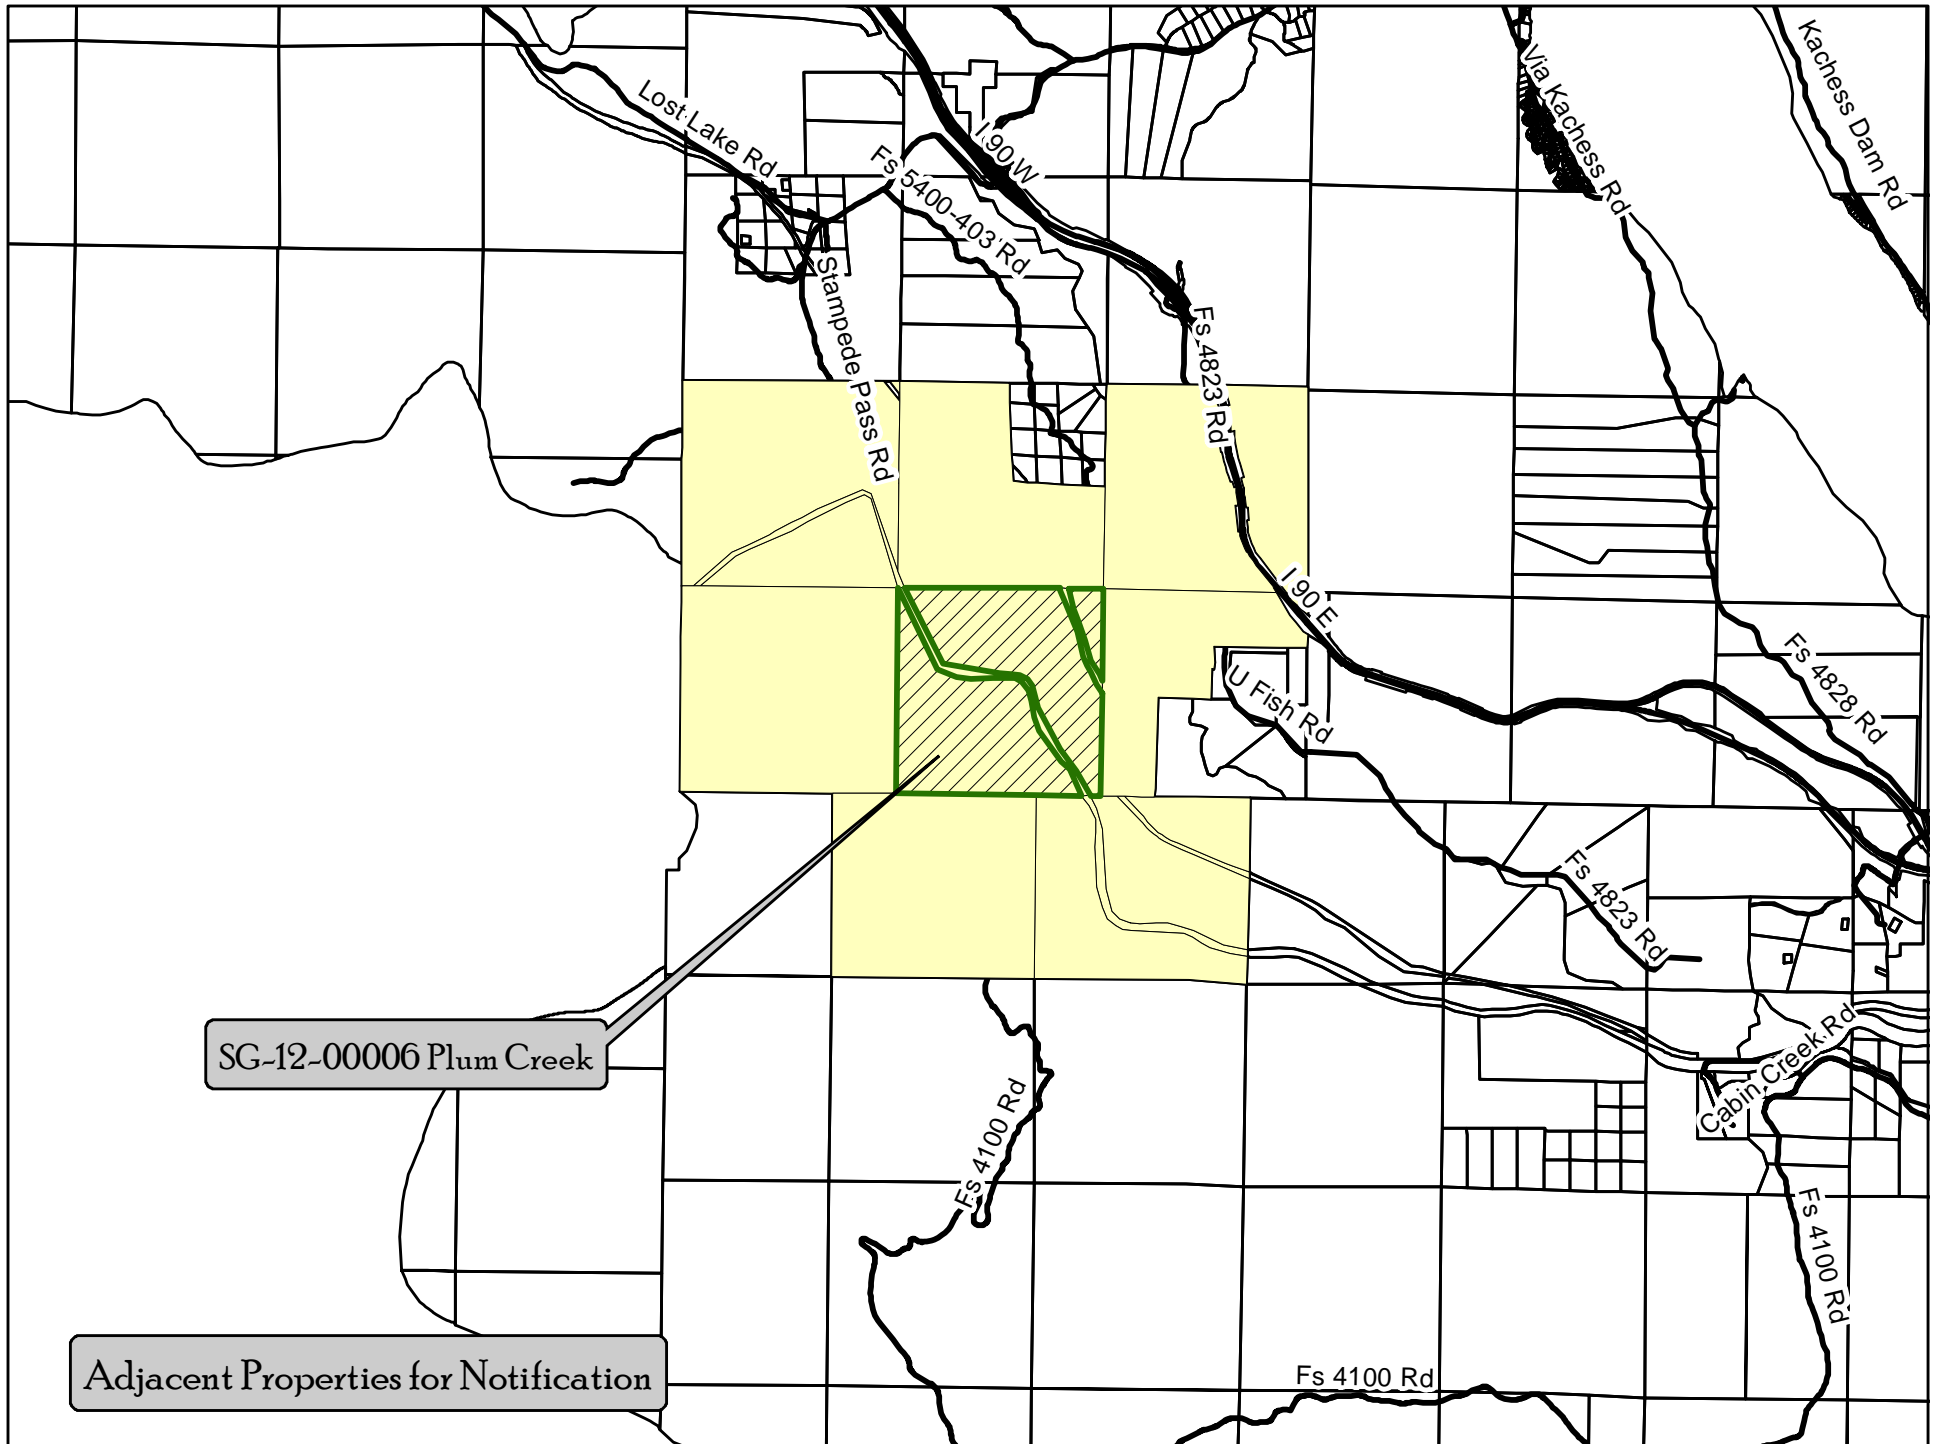 Kachess Dam Rd
Via Kachess Rd
Lost Lake Rd
I 90 W
Fs 5400-403 Rd
Stampede Pass Rd
Fs 4823 Rd
I 90 E
U Fish Rd
Fs 4828 Rd
Fs 4823 Rd
SG-12-00006 Plum Creek
Cabin Creek Rd
Fs 4100 Rd
Fs 4100 Rd
Adjacent Properties for Notification
Fs 4100 Rd